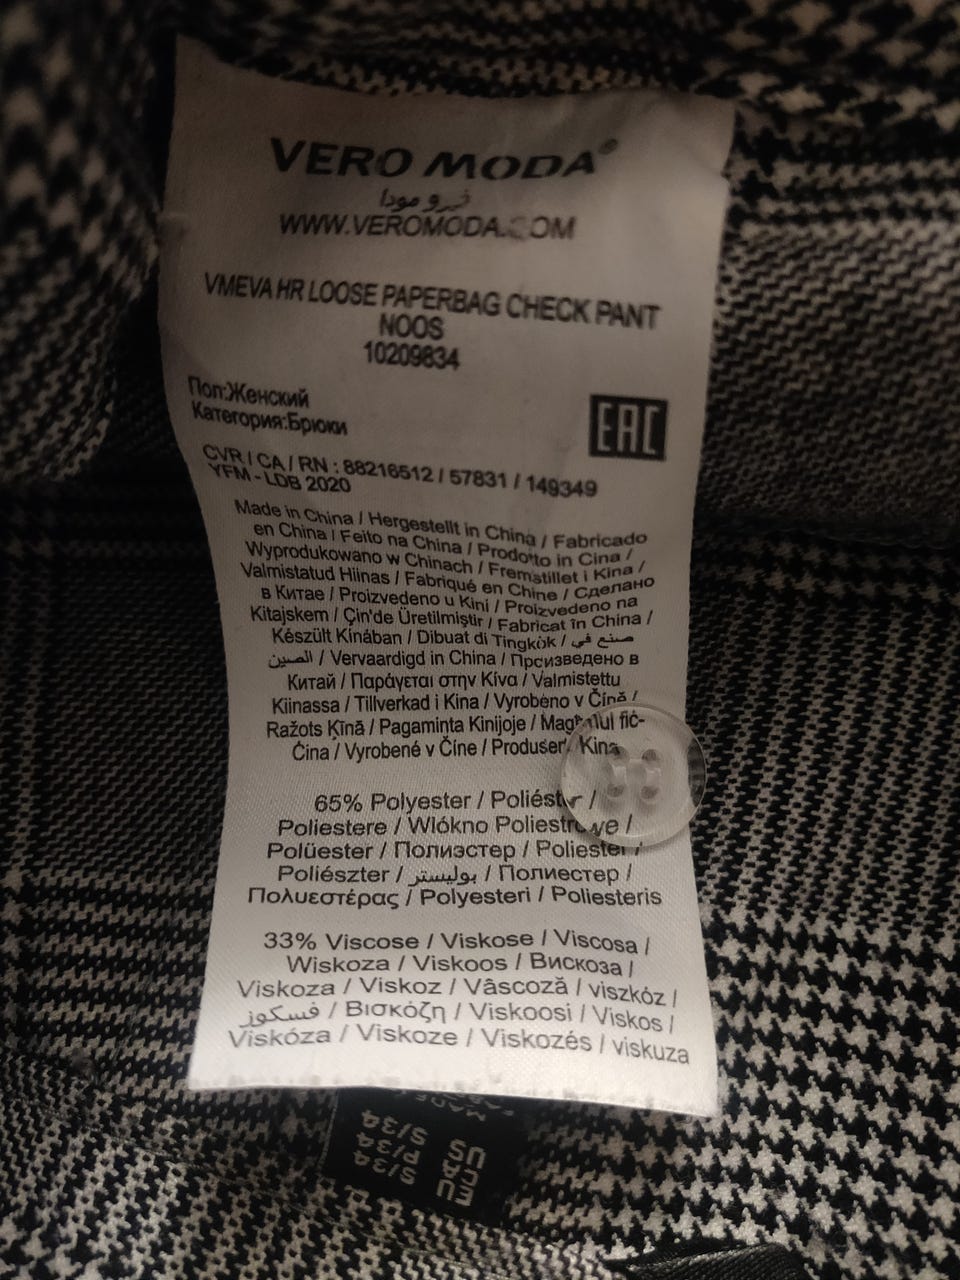 VERO MODA®
فيرو مودا
WWW.VEROMODA.COM
VMEVA HR LOOSE PAPERBAG CHECK PANT
NOOS
10209834
Пол:Женский
Категория:Брюки
EAC
CVR / CA / RN : 88216512 / 57831 / 149349
YFM - LDB 2020
Made in China / Hergestellt in China / Fabricado
en China / Feito na China / Prodotto in Cina /
Wyprodukowano w Chinach / Fremstillet i Kina /
Valmistatud Hiinas / Fabriqué en Chine / Сделано
в Китае / Proizvedeno u Kini / Proizvedeno na
Kitajskem / Çin'de Üretilmiştir / Fabricat în China /
Készült Kínában / Dibuat di Tingkok / صنع في
الصين / Vervaardigd in China / Произведено в
Китай / Παράγεται στην Κίνα / Valmistettu
Kiinassa / Tillverkad i Kina / Vyrobeno v Číně /
Ražots Ķīnā / Pagaminta Kinijoje /
Čína / Vyrobené v Číne / Kina
65% Polyester / Poliéster /
Poliestere / Wlókno Poliestrowe /
Polüester / Полиэстер / Poliester /
Poliészter / بوليستر / Полиестер /
Πολυεστέρας / Polyesteri / Poliesteris
33% Viscose / Viskose / Viscosa /
Wiskoza / Viskoos / Вискоза /
Viskoza / Viskoz / Vâscoză / viszkóz /
فسكوز / Βισκόζη / Viskoosi / Viskos /
Viskóza / Viskoze / Viskozės / viskuza
EU S/34
P/34
US S/34